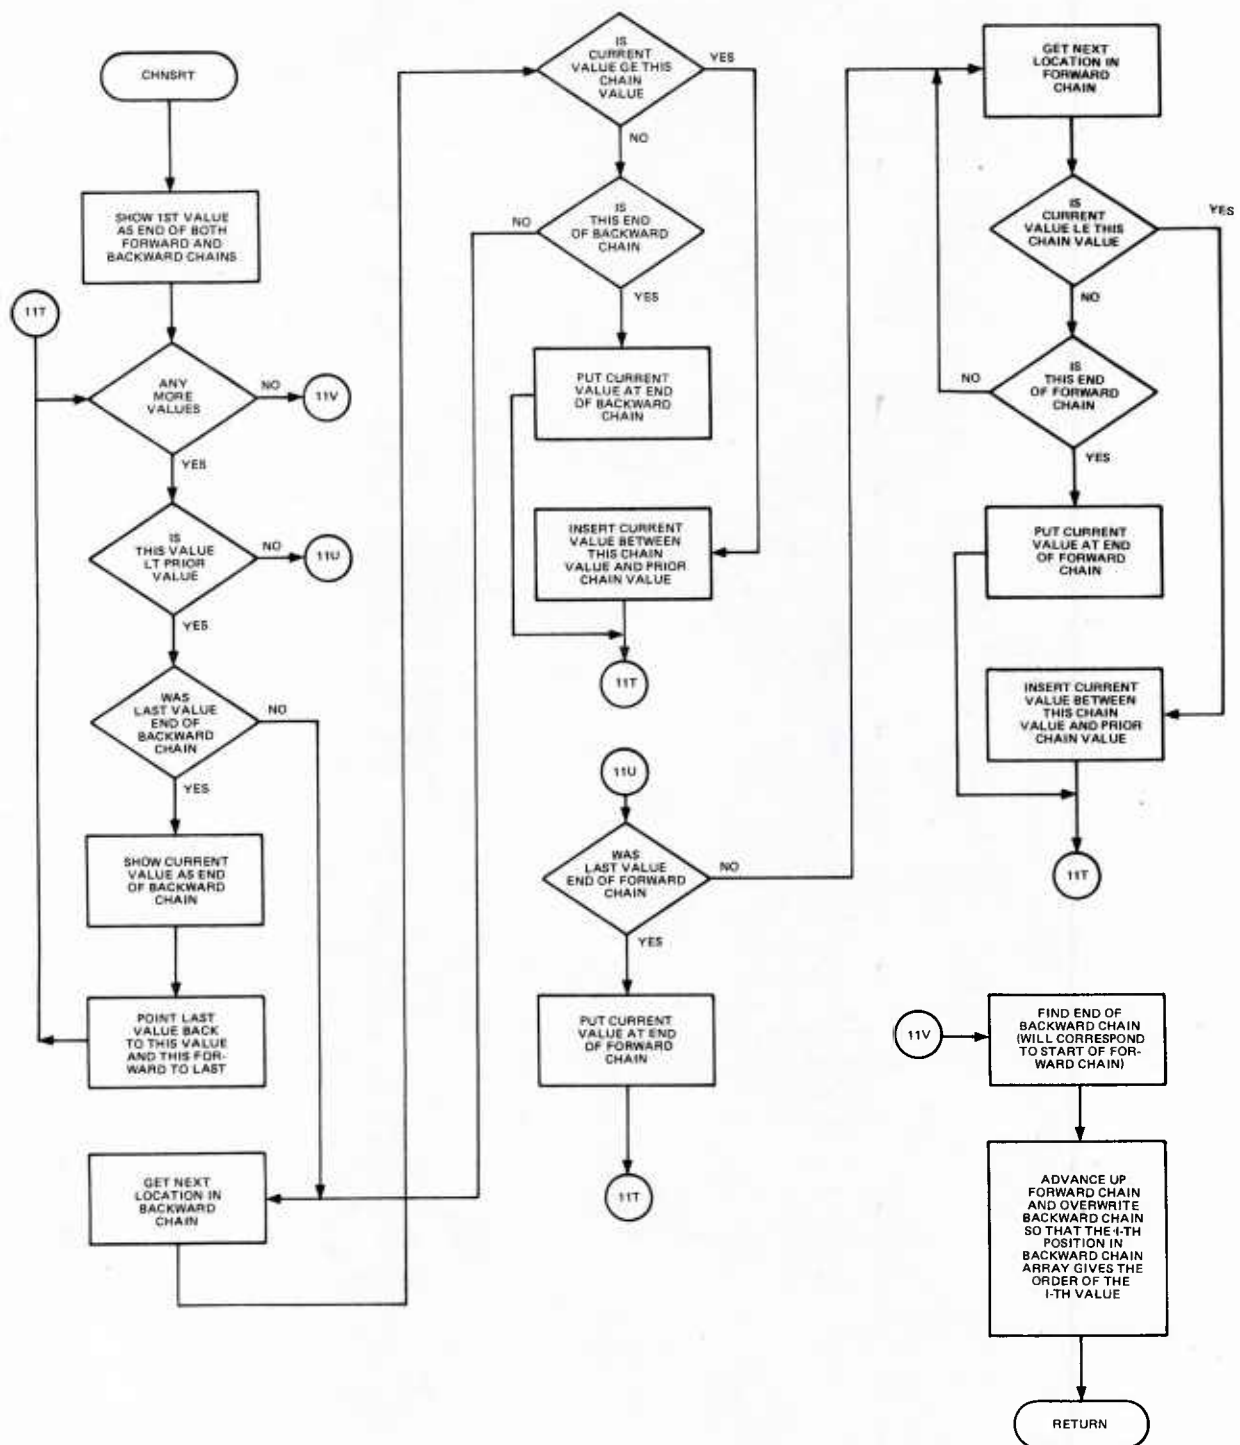 CHNSRT
SHOW 1ST VALUE
AS END OF BOTH
FORWARD AND
BACKWARD CHAINS
11T
ANY
MORE
VALUES
NO
11V
YES
IS
THIS VALUE
LT PRIOR
VALUE
NO
11U
YES
WAS
LAST VALUE
END OF
BACKWARD
CHAIN
NO
YES
SHOW CURRENT
VALUE AS END
OF BACKWARD
CHAIN
POINT LAST
VALUE BACK
TO THIS VALUE
AND THIS FOR-
WARD TO LAST
GET NEXT
LOCATION IN
BACKWARD
CHAIN
IS
CURRENT
VALUE GE THIS
CHAIN
VALUE
YES
NO
IS
THIS END
OF BACKWARD
CHAIN
NO
YES
PUT CURRENT
VALUE AT END
OF BACKWARD
CHAIN
INSERT CURRENT
VALUE BETWEEN
THIS CHAIN
VALUE AND PRIOR
CHAIN VALUE
11T
11U
WAS
LAST VALUE
END OF FORWARD
CHAIN
NO
YES
PUT CURRENT
VALUE AT END
OF FORWARD
CHAIN
11T
GET NEXT
LOCATION IN
FORWARD
CHAIN
IS
CURRENT
VALUE LE THIS
CHAIN VALUE
YES
NO
IS
THIS END
OF FORWARD
CHAIN
NO
YES
PUT CURRENT
VALUE AT END
OF FORWARD
CHAIN
INSERT CURRENT
VALUE BETWEEN
THIS CHAIN
VALUE AND PRIOR
CHAIN VALUE
11T
11V
FIND END OF
BACKWARD CHAIN
(WILL CORRESPOND
TO START OF FOR-
WARD CHAIN)
ADVANCE UP
FORWARD CHAIN
AND OVERWRITE
BACKWARD CHAIN
SO THAT THE I-TH
POSITION IN
BACKWARD CHAIN
ARRAY GIVES THE
ORDER OF THE
I-TH VALUE
RETURN